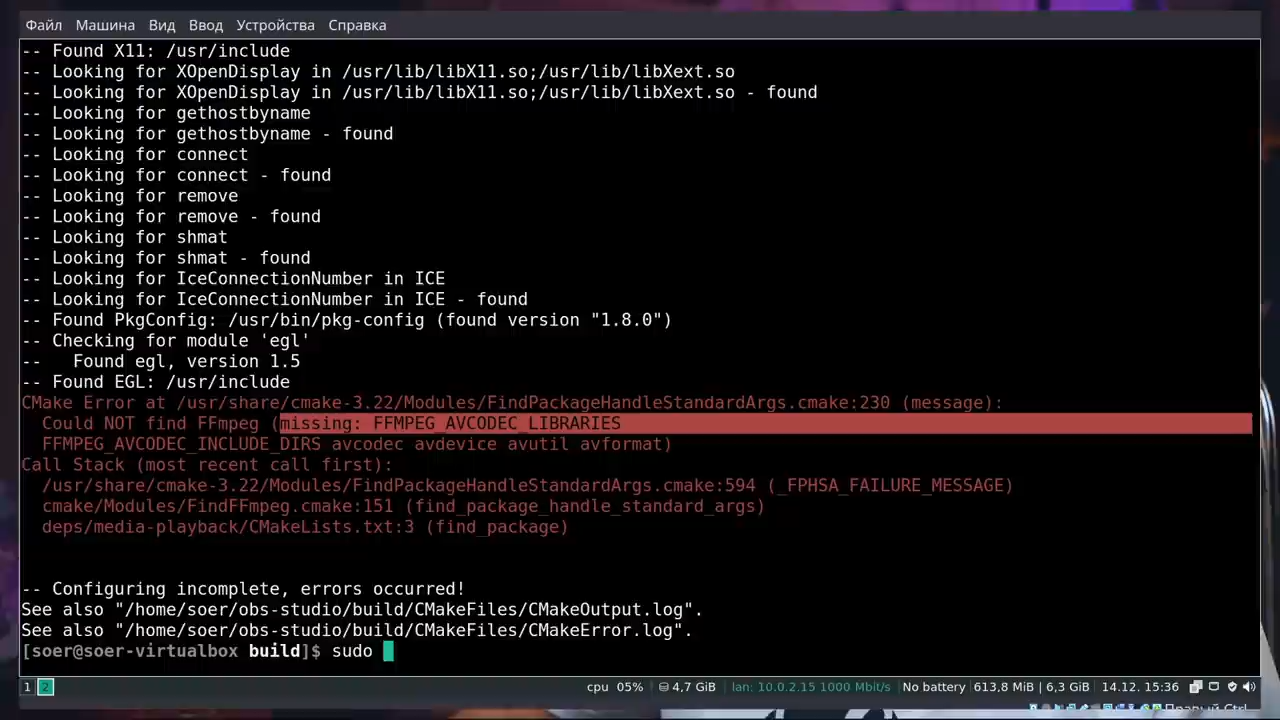 Файл Машина Вид Ввод Устройства Справка
-- Found X11: /usr/include
-- Looking for XOpenDisplay in /usr/lib/libX11.so;/usr/lib/libXext.so
-- Looking for XOpenDisplay in /usr/lib/libX11.so;/usr/lib/libXext.so - found
-- Looking for gethostbyname
-- Looking for gethostbyname - found
-- Looking for connect
-- Looking for connect - found
-- Looking for remove
-- Looking for remove - found
-- Looking for shmat
-- Looking for shmat - found
-- Looking for IceConnectionNumber in ICE
-- Looking for IceConnectionNumber in ICE - found
-- Found PkgConfig: /usr/bin/pkg-config (found version "1.8.0")
-- Checking for module 'egl'
--   Found egl, version 1.5
-- Found EGL: /usr/include
CMake Error at /usr/share/cmake-3.22/Modules/FindPackageHandleStandardArgs.cmake:230 (message):
  Could NOT find FFmpeg (missing: FFMPEG_AVCODEC_LIBRARIES
  FFMPEG_AVCODEC_INCLUDE_DIRS avcodec avdevice avutil avformat)
Call Stack (most recent call first):
  /usr/share/cmake-3.22/Modules/FindPackageHandleStandardArgs.cmake:594 (_FPHSA_FAILURE_MESSAGE)
  cmake/Modules/FindFFmpeg.cmake:151 (find_package_handle_standard_args)
  deps/media-playback/CMakeLists.txt:3 (find_package)
-- Configuring incomplete, errors occurred!
See also "/home/soer/obs-studio/build/CMakeFiles/CMakeOutput.log".
See also "/home/soer/obs-studio/build/CMakeFiles/CMakeError.log".
[soer@soer-virtualbox build]$ sudo
1 2 cpu 05% 4,7 GiB lan: 10.0.2.15 1000 Mbit/s No battery 613,8 MiB | 6,3 GiB 14.12. 15:36
Правый Ctrl